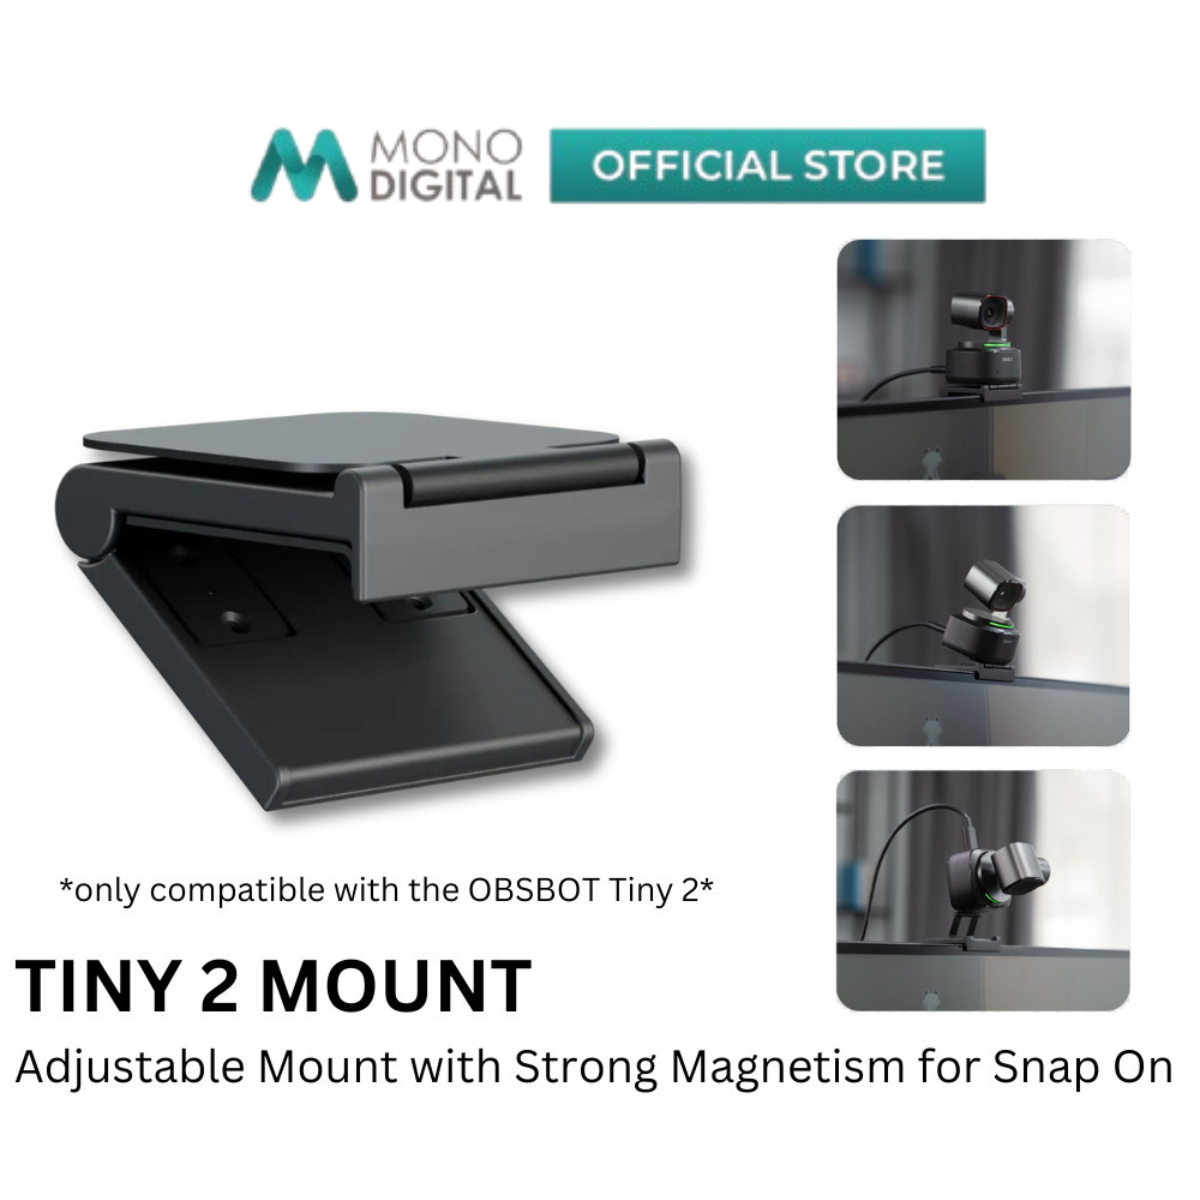 MONO
DIGITAL
OFFICIAL STORE
*only compatible with the OBSBOT Tiny 2*
TINY 2 MOUNT
Adjustable Mount with Strong Magnetism for Snap On